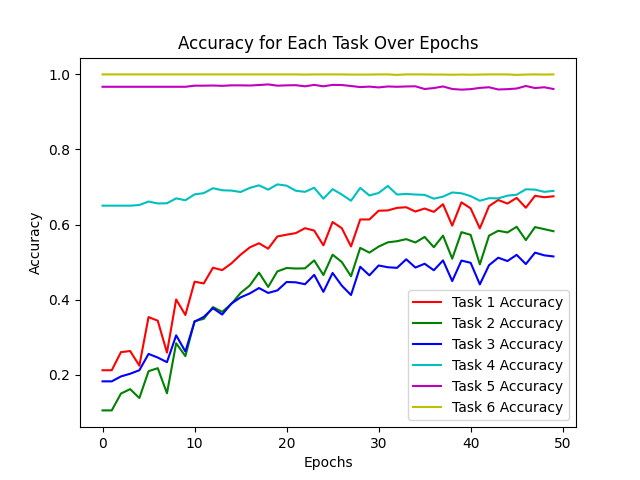 Accuracy for Each Task Over Epochs
1.0
0.8
0.6
0.4
0.2
Accuracy
0 10 20 30 40 50
Epochs
Task 1 Accuracy
Task 2 Accuracy
Task 3 Accuracy
Task 4 Accuracy
Task 5 Accuracy
Task 6 Accuracy